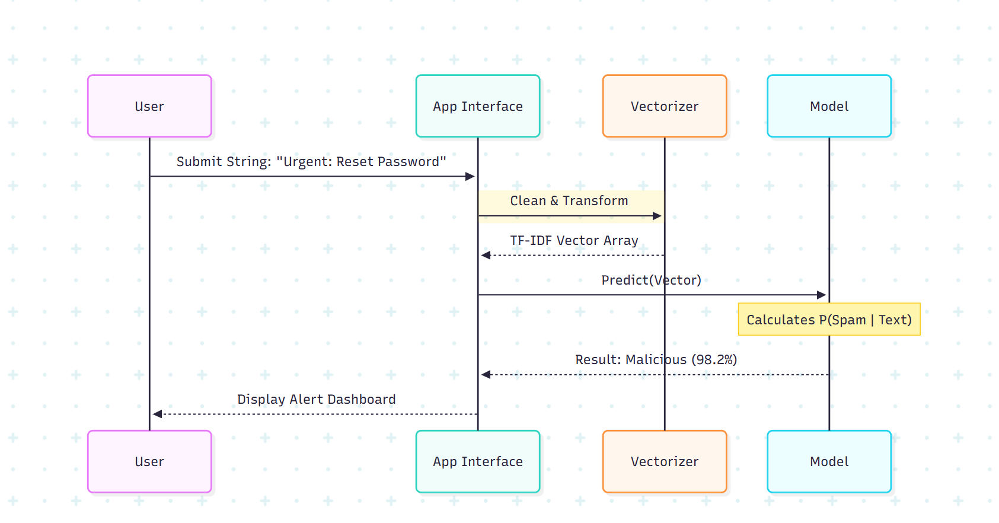 User
App Interface
Vectorizer
Model
Submit String: "Urgent: Reset Password"
Clean & Transform
TF-IDF Vector Array
Predict(Vector)
Calculates P(Spam | Text)
Result: Malicious (98.2%)
Display Alert Dashboard
User
App Interface
Vectorizer
Model